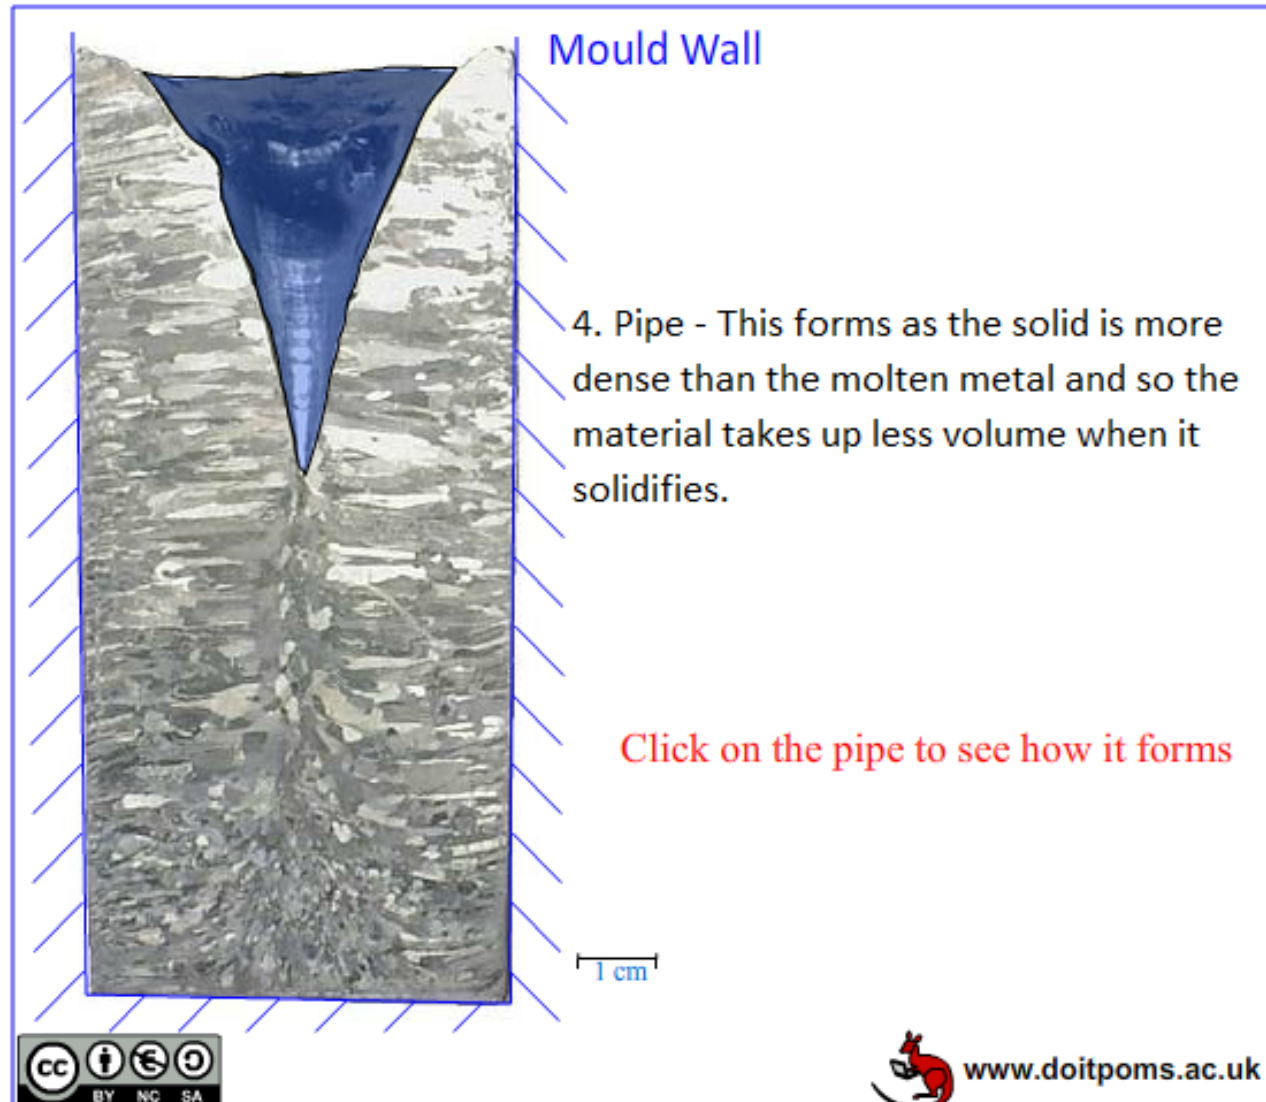 Mould Wall
4. Pipe - This forms as the solid is more
dense than the molten metal and so the
material takes up less volume when it
solidifies.
Click on the pipe to see how it forms
1 cm
cc
BY NC SA
www.doitpoms.ac.uk